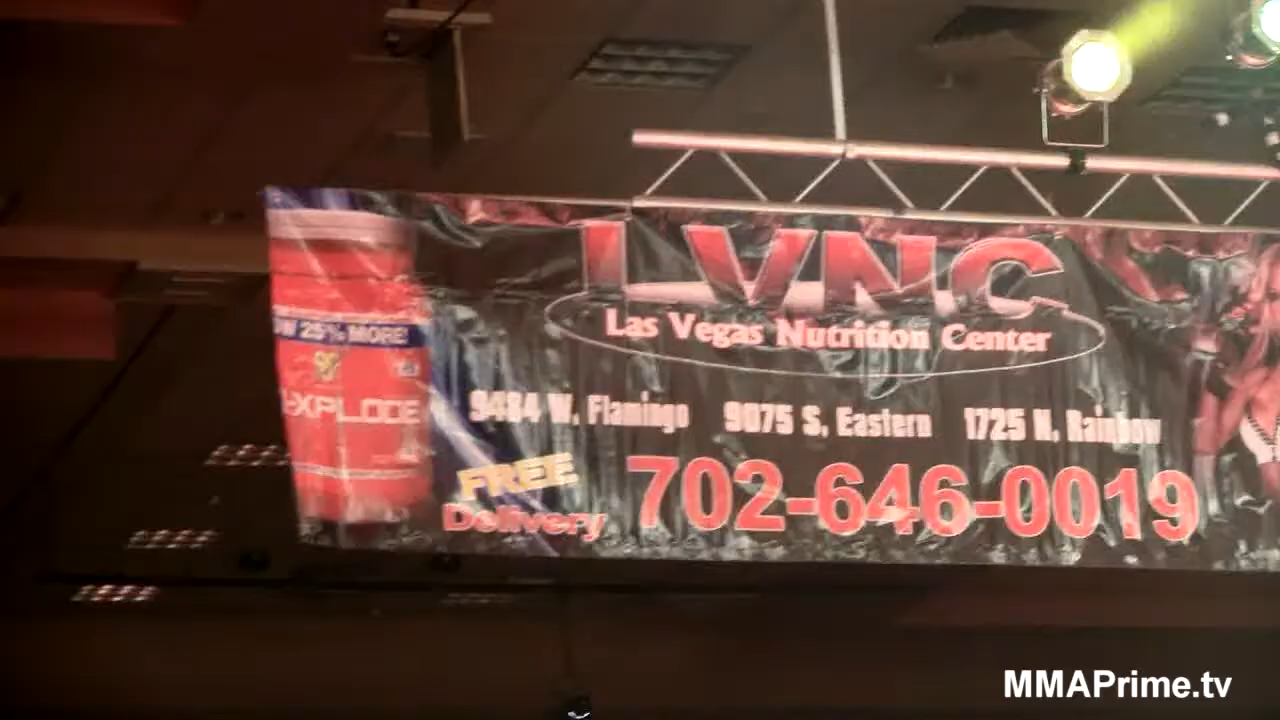 LVNC
Las Vegas Nutrition Center
25% MORE
-XPLODE
9484 W. Flamingo 9075 S. Eastern 1725 N. Rainbow
FREE
Delivery
702-646-0019
MMAPrime.tv